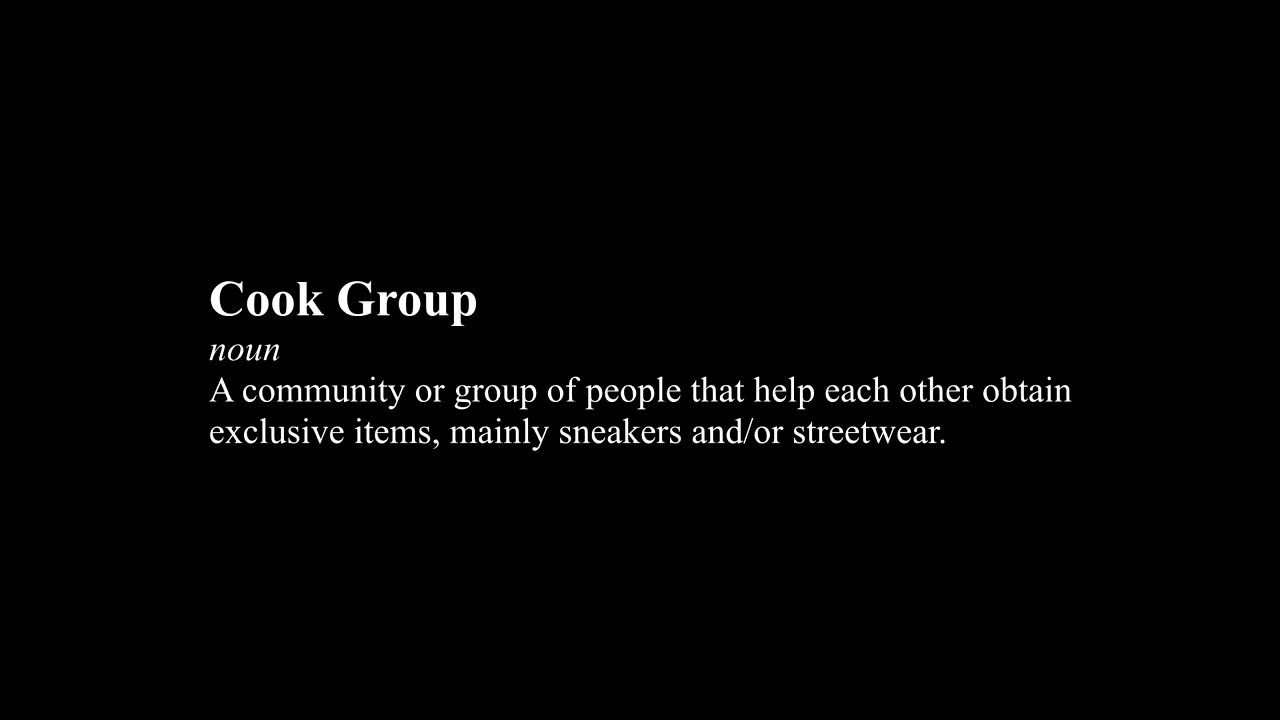 Cook Group
noun
A community or group of people that help each other obtain
exclusive items, mainly sneakers and/or streetwear.